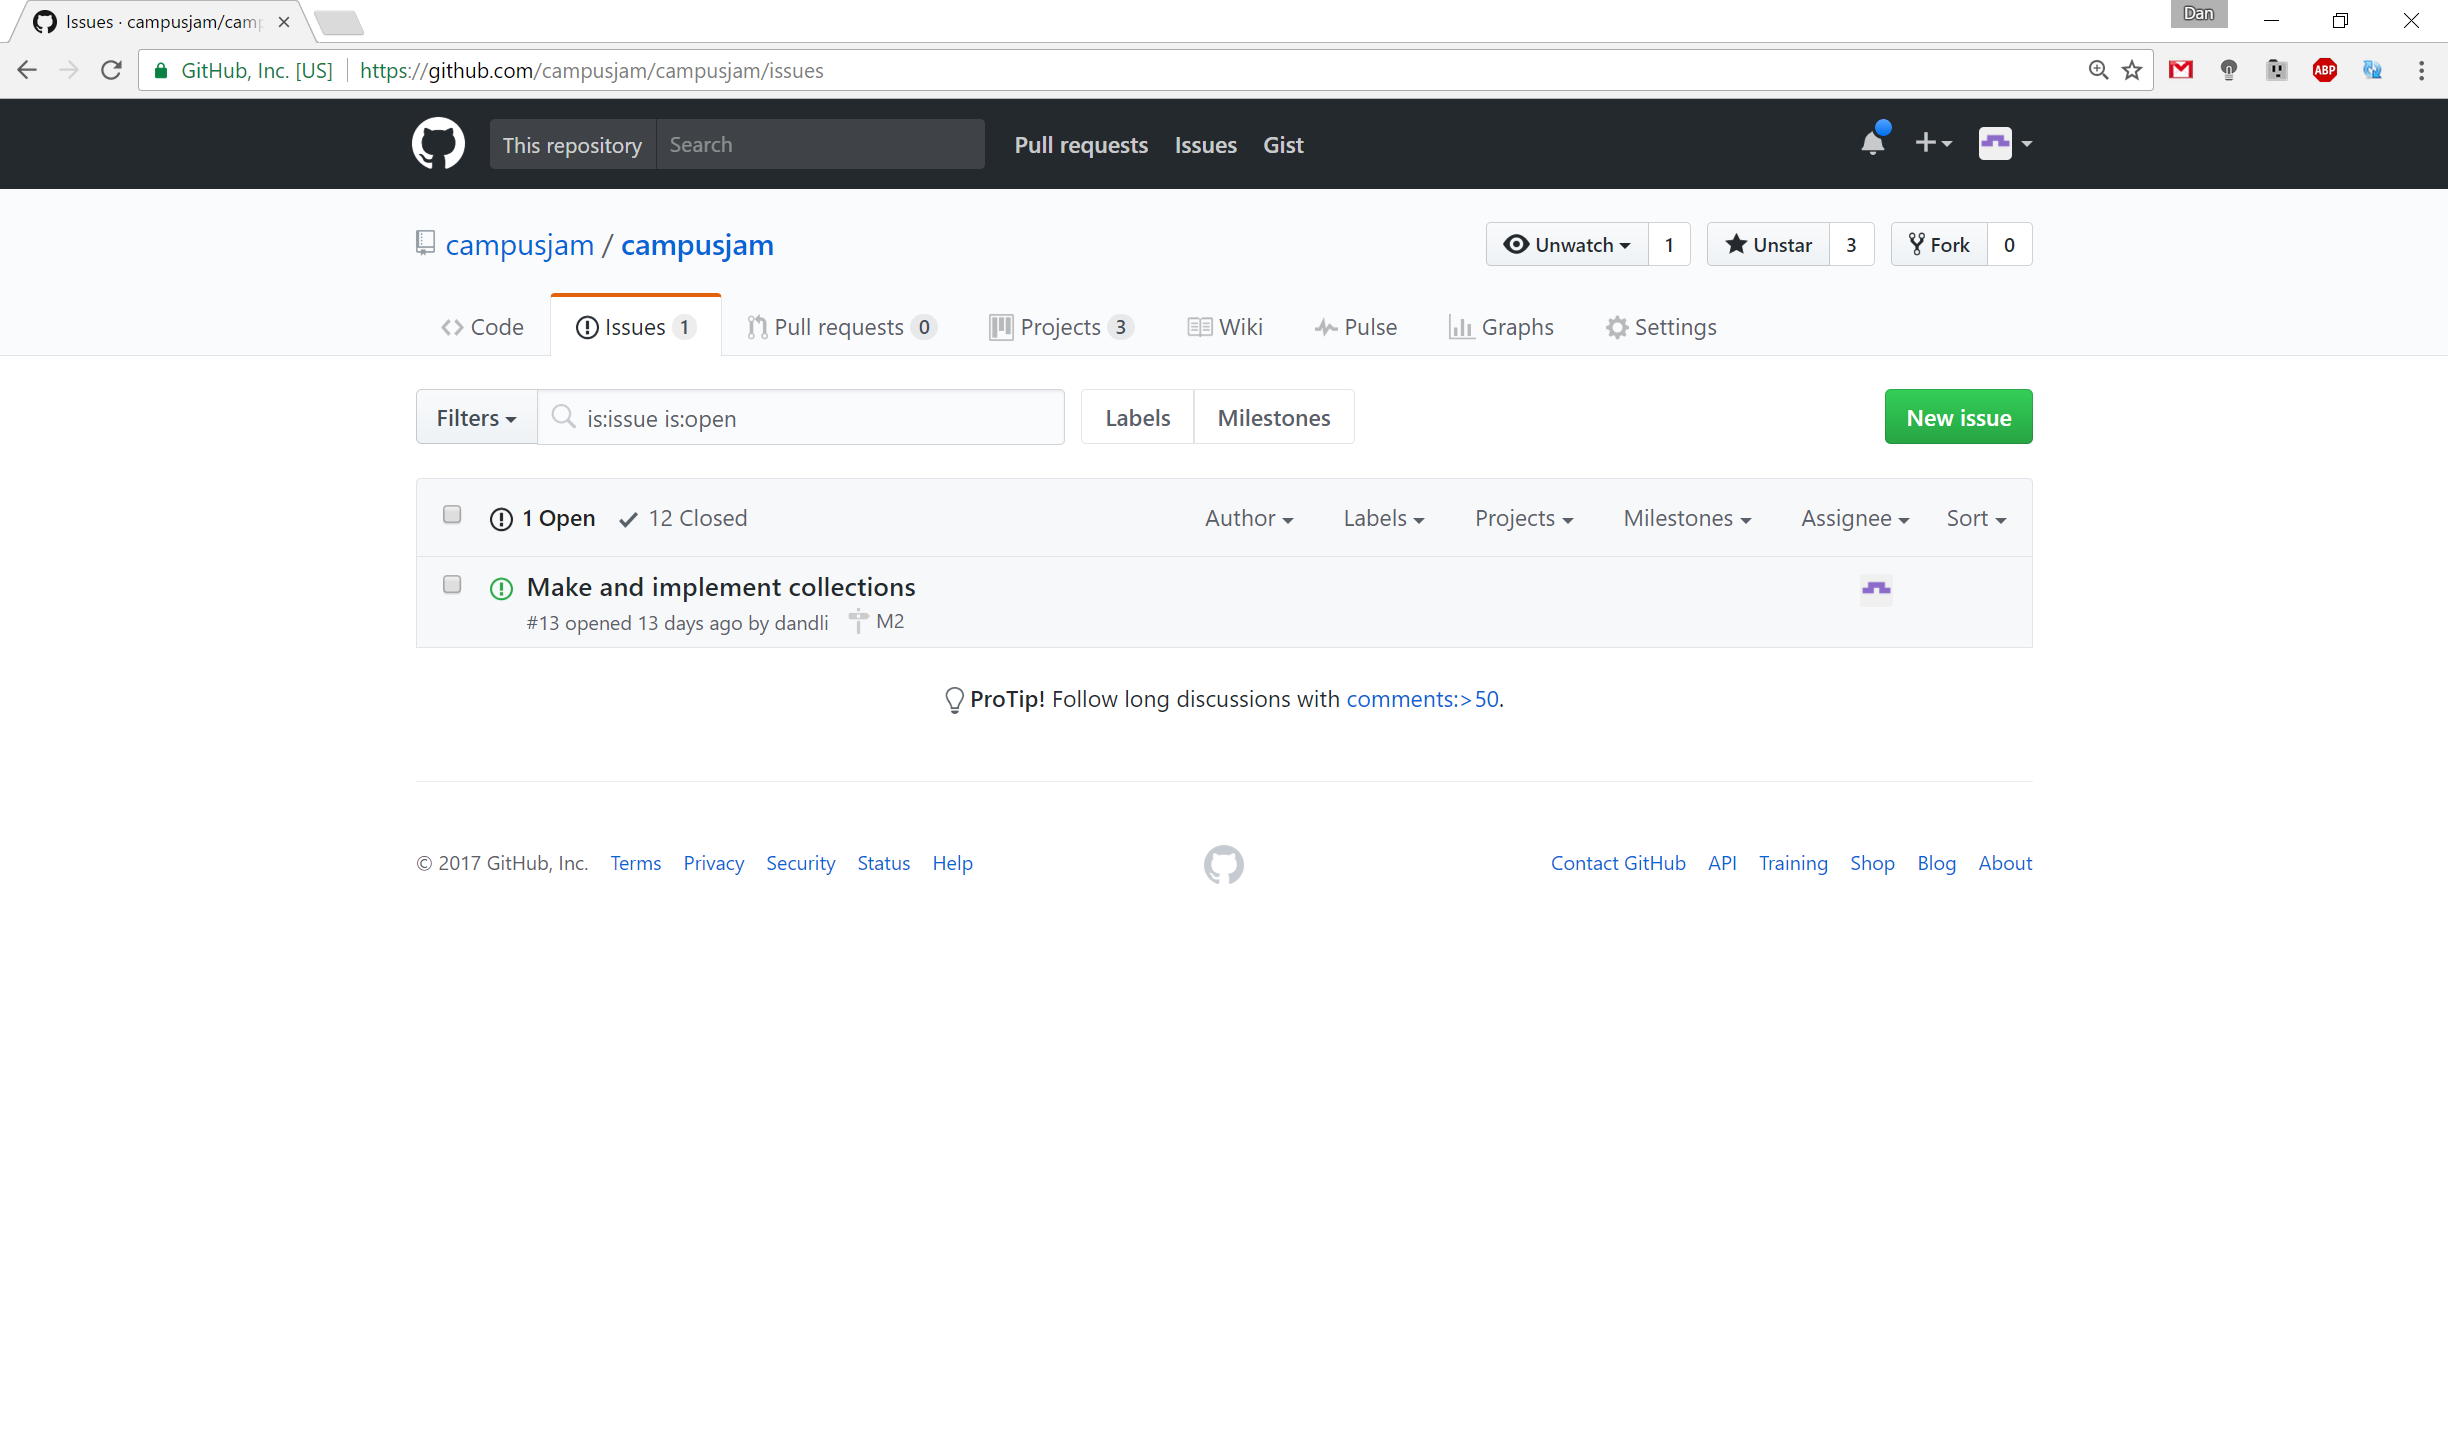 Issues · campusjam/camp
Dan
GitHub, Inc. [US] https://github.com/campusjam/campusjam/issues
ABP
This repository Search Pull requests Issues Gist
campusjam / campusjam
Unwatch 1 Unstar 3 Fork 0
Code Issues 1 Pull requests 0 Projects 3 Wiki Pulse Graphs Settings
Filters is:issue is:open Labels Milestones New issue
1 Open 12 Closed Author Labels Projects Milestones Assignee Sort
Make and implement collections
#13 opened 13 days ago by dandli M2
ProTip! Follow long discussions with comments:>50.
© 2017 GitHub, Inc. Terms Privacy Security Status Help Contact GitHub API Training Shop Blog About